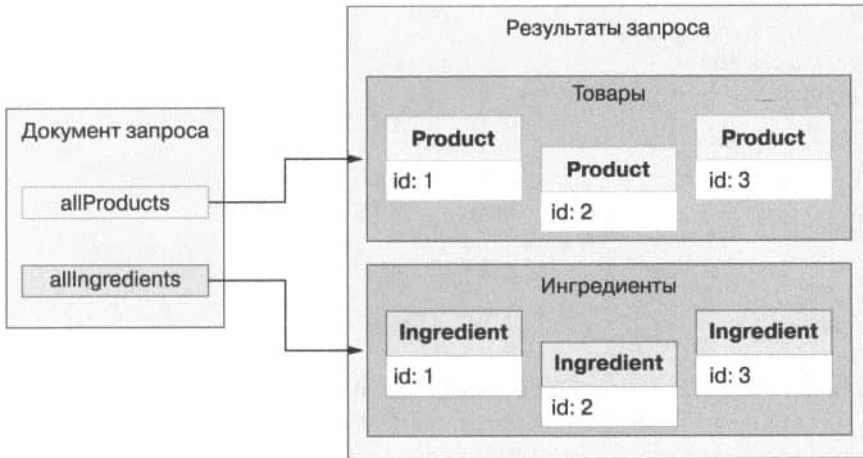 Документ запроса
allProducts
allIngredients
Результаты запроса
Товары
Product
id: 1
Product
id: 2
Product
id: 3
Ингредиенты
Ingredient
id: 1
Ingredient
id: 2
Ingredient
id: 3